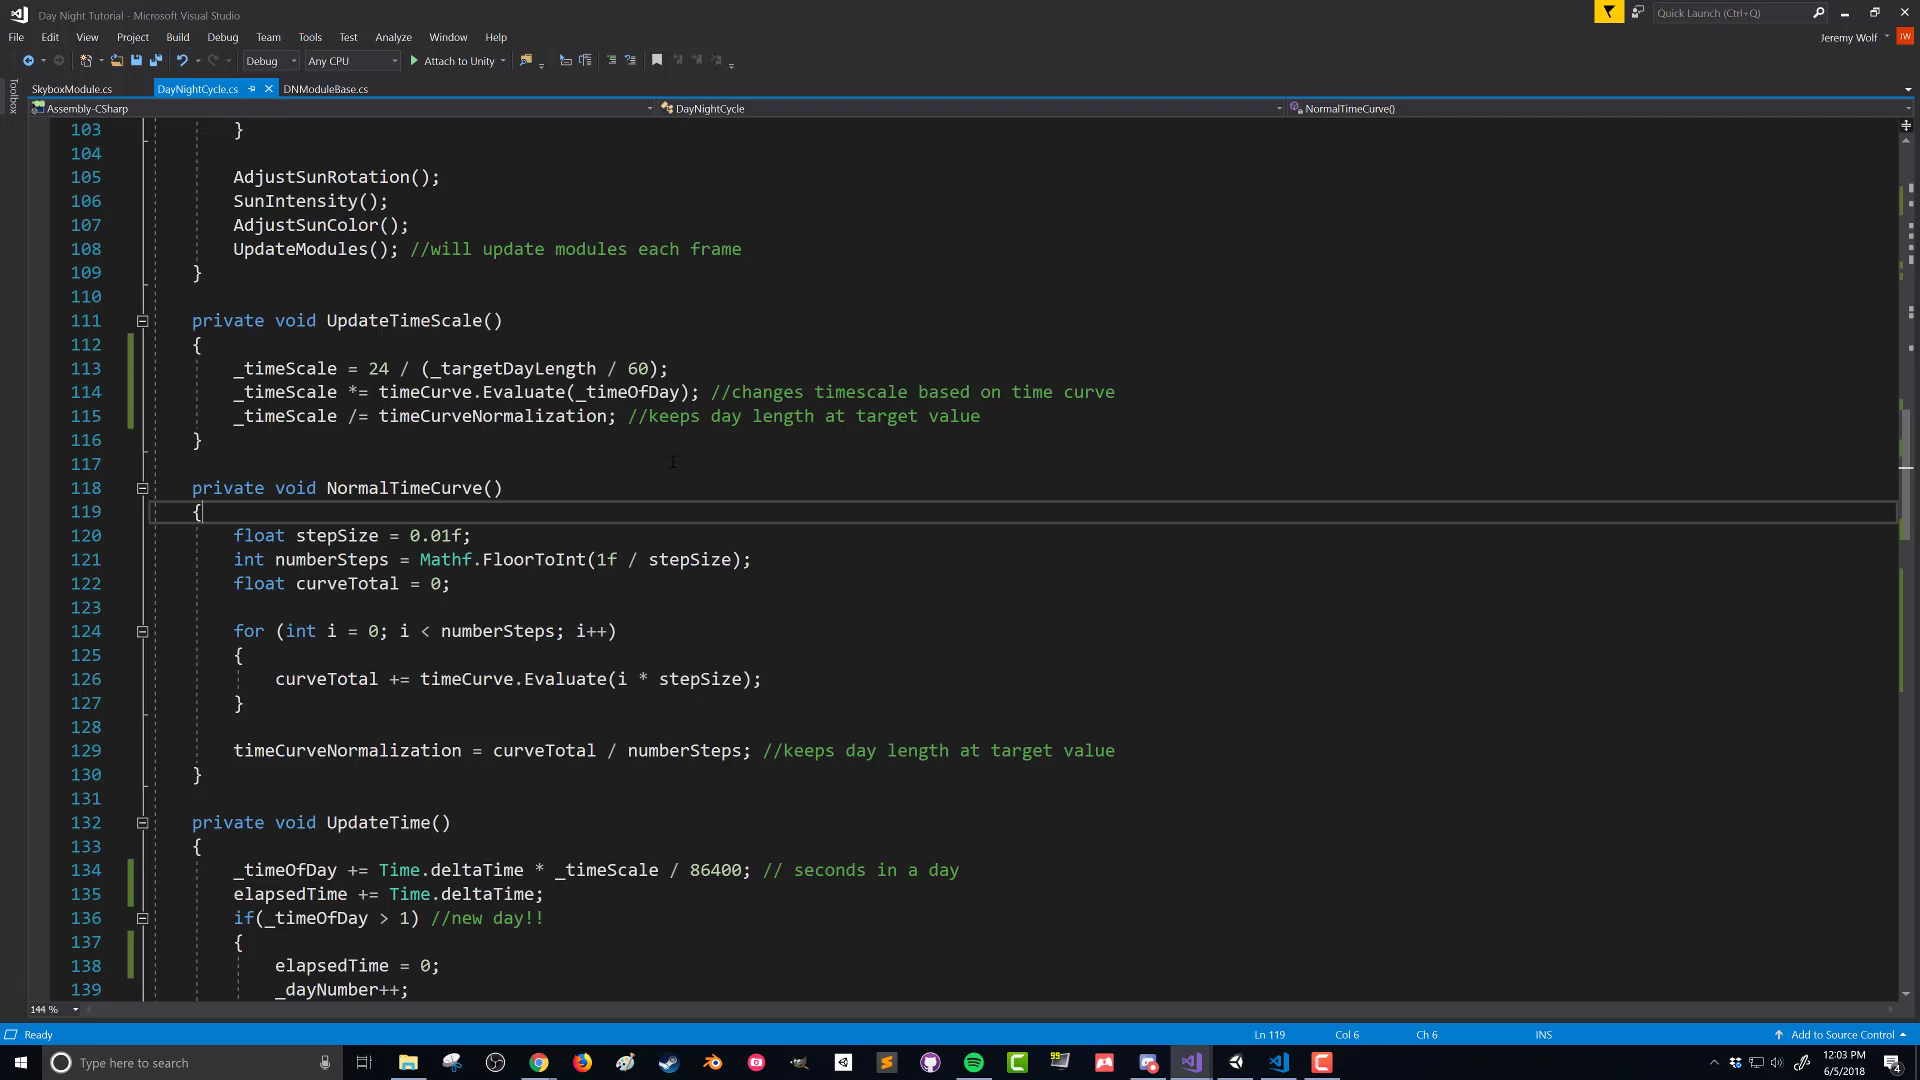 Day Night Tutorial - Microsoft Visual Studio
Quick Launch (Ctrl+Q)
File Edit View Project Build Debug Team Tools Test Analyze Window Help
Jeremy Wolf JW
Debug Any CPU Attach to Unity
Toolbox
SkyboxModule.cs DayNightCycle.cs DNModuleBase.cs
Assembly-CSharp DayNightCycle NormalTimeCurve()
103 }
104
105 AdjustSunRotation();
106 SunIntensity();
107 AdjustSunColor();
108 UpdateModules(); //will update modules each frame
109 }
110
111 private void UpdateTimeScale()
112 {
113 _timeScale = 24 / (_targetDayLength / 60);
114 _timeScale *= timeCurve.Evaluate(_timeOfDay); //changes timescale based on time curve
115 _timeScale /= timeCurveNormalization; //keeps day length at target value
116 }
117
118 private void NormalTimeCurve()
119 {
120 float stepSize = 0.01f;
121 int numberSteps = Mathf.FloorToInt(1f / stepSize);
122 float curveTotal = 0;
123
124 for (int i = 0; i < numberSteps; i++)
125 {
126 curveTotal += timeCurve.Evaluate(i * stepSize);
127 }
128
129 timeCurveNormalization = curveTotal / numberSteps; //keeps day length at target value
130 }
131
132 private void UpdateTime()
133 {
134 _timeOfDay += Time.deltaTime * _timeScale / 86400; // seconds in a day
135 elapsedTime += Time.deltaTime;
136 if(_timeOfDay > 1) //new day!!
137 {
138 elapsedTime = 0;
139 _dayNumber++;
144 %
Ready Ln 119 Col 6 Ch 6 INS Add to Source Control
Type here to search
99
12:03 PM
6/5/2018
4